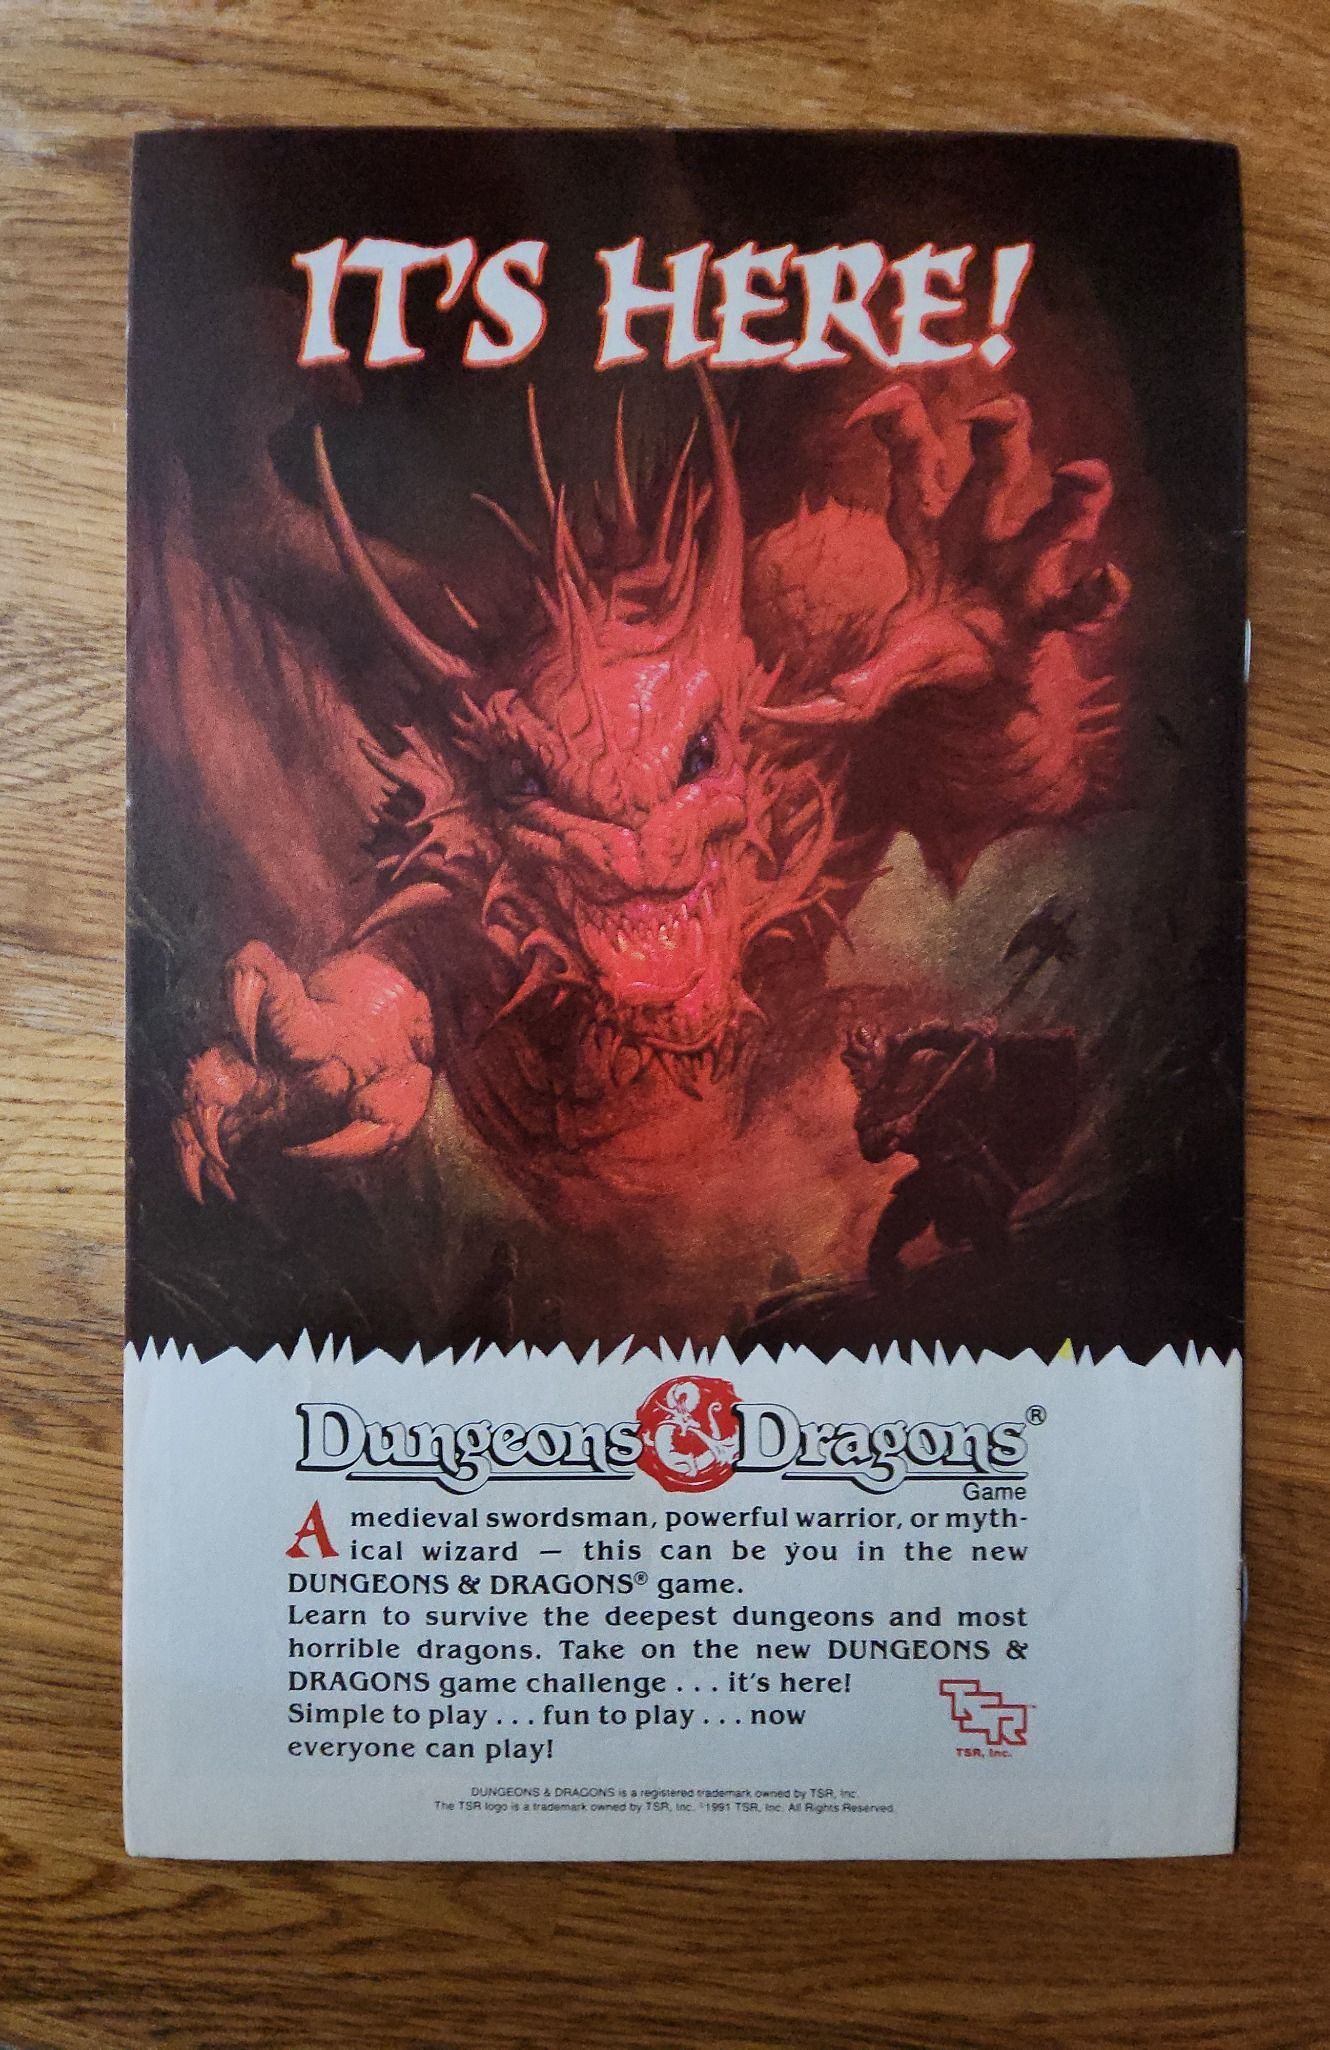 IT'S HERE!
Dungeons & Dragons®
Game
A medieval swordsman, powerful warrior, or myth-
ical wizard — this can be you in the new
DUNGEONS & DRAGONS® game.
Learn to survive the deepest dungeons and most
horrible dragons. Take on the new DUNGEONS &
DRAGONS game challenge . . . it's here!
Simple to play . . . fun to play . . . now
everyone can play!
TSR™
TSR, Inc.
DUNGEONS & DRAGONS is a registered trademark owned by TSR, Inc.
The TSR logo is a trademark owned by TSR, Inc. ©1991 TSR, Inc. All Rights Reserved.